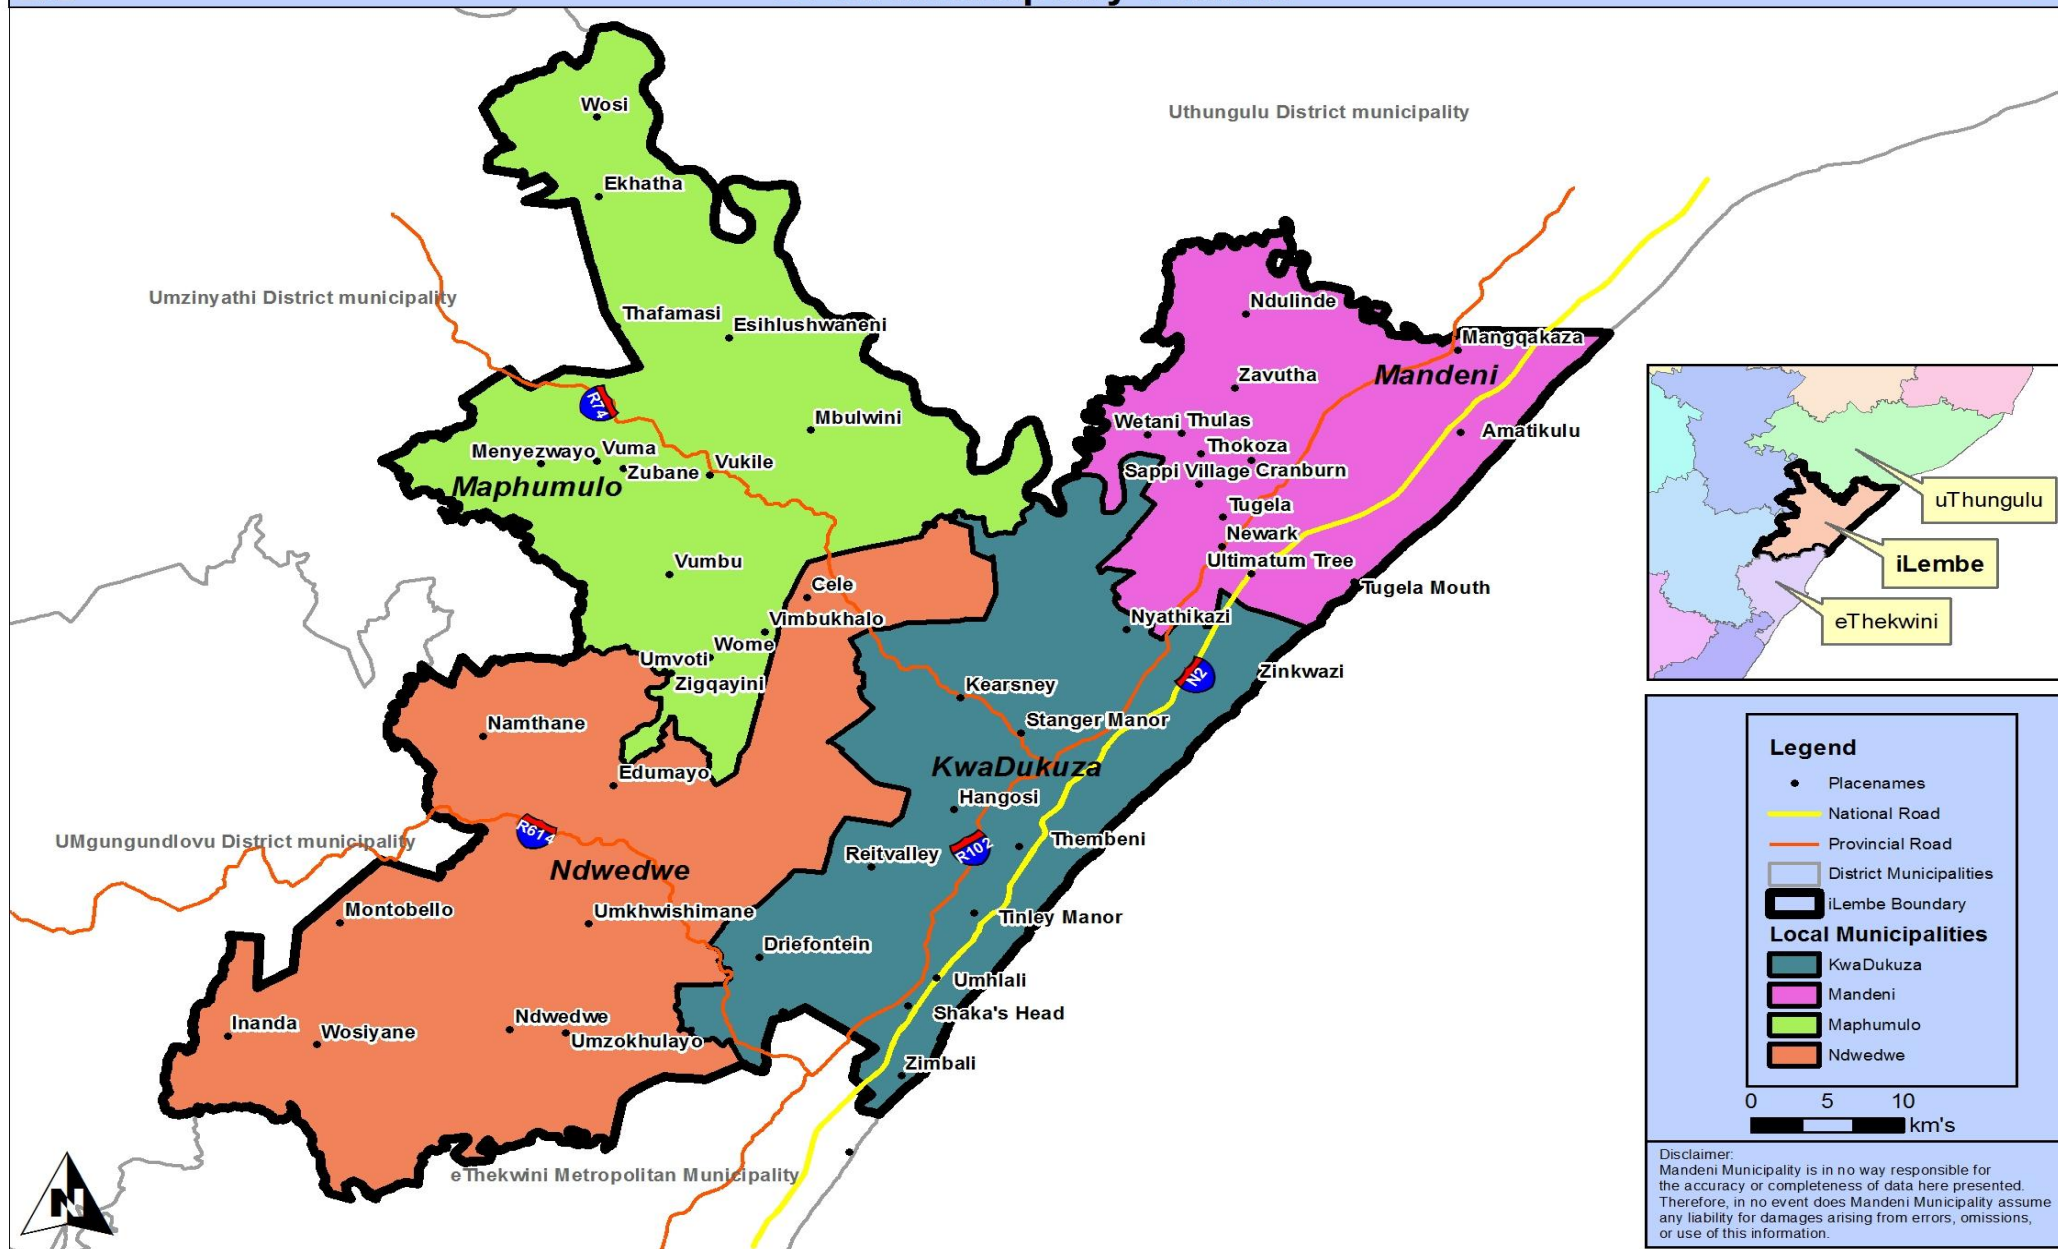 Uthungulu District municipality
Wosi
Ekhatha
Umzinyathi District municipality
Thafamasi
Esihlushwaneni
Ndulinde
Mangqakaza
Mandeni
Zavutha
R74
Mbulwini
Wetani
Thulas
Amatikulu
Thokoza
Menyezwayo
Vuma
Zubane
Vukile
Sappi Village
Cranburn
Maphumulo
Tugela
Newark
Vumbu
Ultimatum Tree
Cele
Tugela Mouth
Vimbukhalo
Nyathikazi
Wome
Umvoti
Zigqayini
Zinkwazi
N2
Kearsney
Namthane
Stanger Manor
KwaDukuza
Edumayo
Hangosi
R614
UMgungundlovu District municipality
Reitvalley
R102
Thembeni
Ndwedwe
Montobello
Umkhwishimane
Tinley Manor
Driefontein
Umhlali
Inanda
Wosiyane
Ndwedwe
Umzokhulayo
Shaka's Head
Zimbali
eThekwini Metropolitan Municipality
N
uThungulu
iLembe
eThekwini
Legend
Placenames
National Road
Provincial Road
District Municipalities
iLembe Boundary
Local Municipalities
KwaDukuza
Mandeni
Maphumulo
Ndwedwe
0 5 10
km's
Disclaimer:
Mandeni Municipality is in no way responsible for
the accuracy or completeness of data here presented.
Therefore, in no event does Mandeni Municipality assume
any liability for damages arising from errors, omissions,
or use of this information.